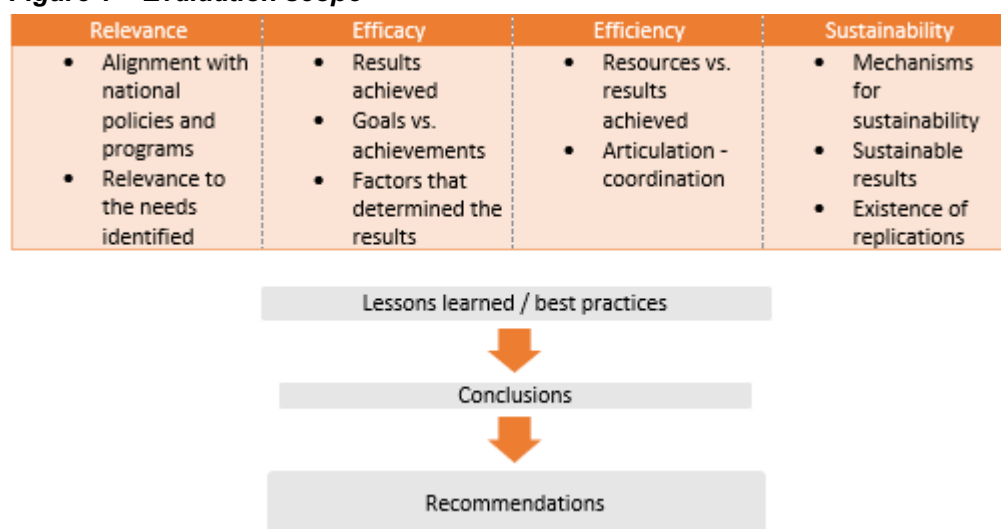 Relevance
Efficacy
Efficiency
Sustainability
• Alignment with
national
policies and
programs
• Relevance to
the needs
identified
• Results
achieved
• Goals vs.
achievements
• Factors that
determined the
results
• Resources vs.
results
achieved
• Articulation -
coordination
• Mechanisms
for
sustainability
• Sustainable
results
• Existence of
replications
Lessons learned / best practices
Conclusions
Recommendations